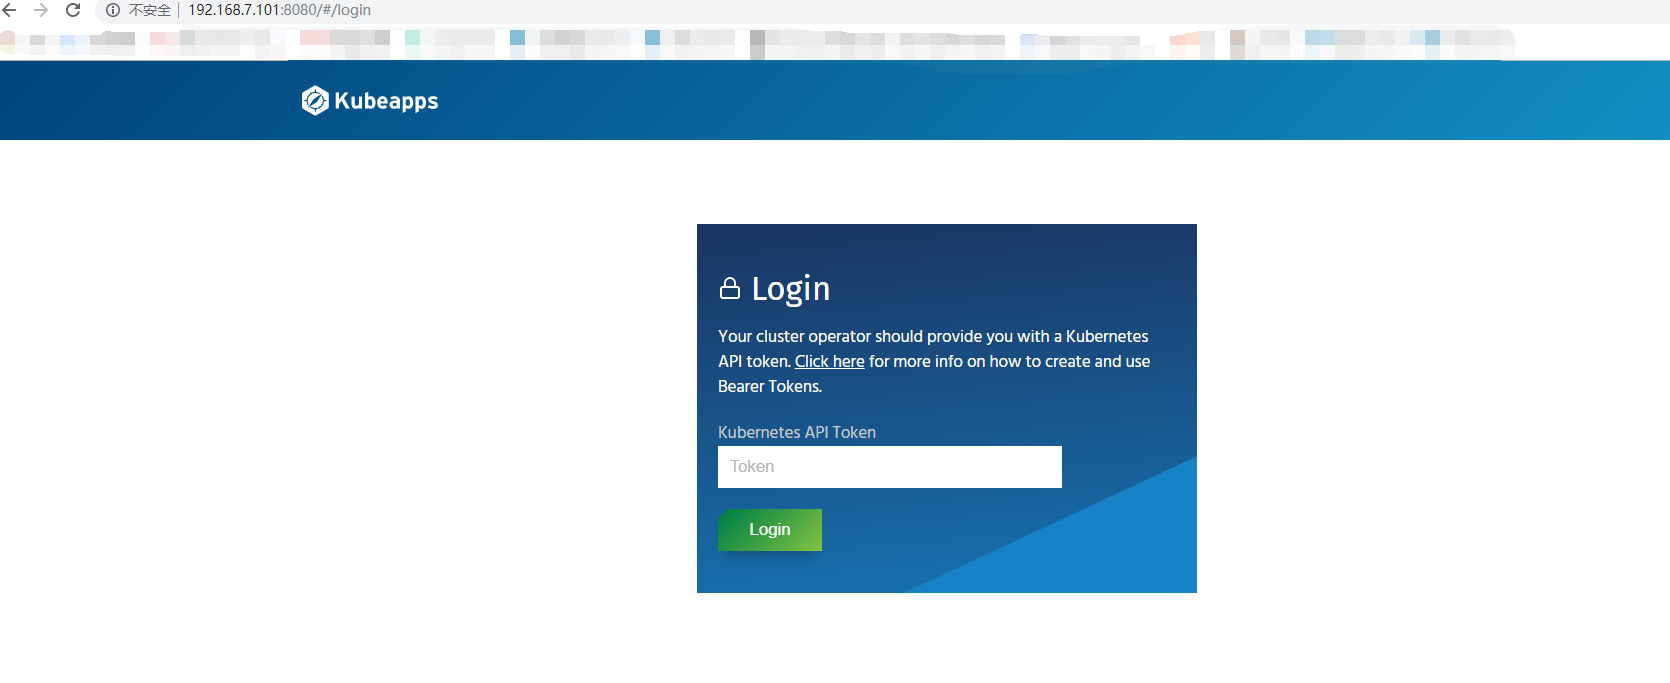 不安全 192.168.7.101:8080/#/login
Kubeapps
Login
Your cluster operator should provide you with a Kubernetes
API token. Click here for more info on how to create and use
Bearer Tokens.
Kubernetes API Token
Token
Login